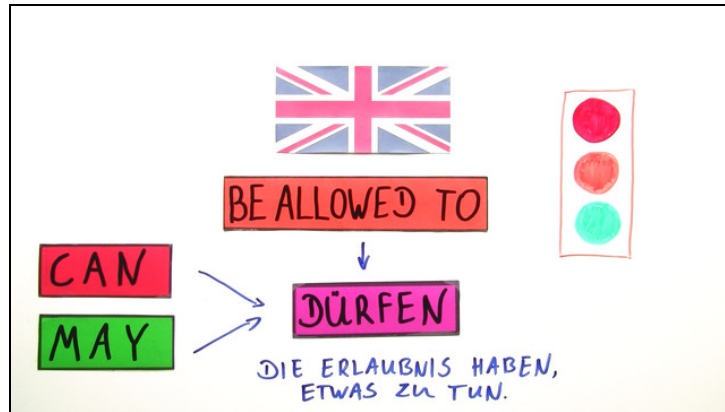 BE ALLOWED TO
CAN
MAY
DÜRFEN
DIE ERLAUBNIS HABEN,
ETWAS ZU TUN.